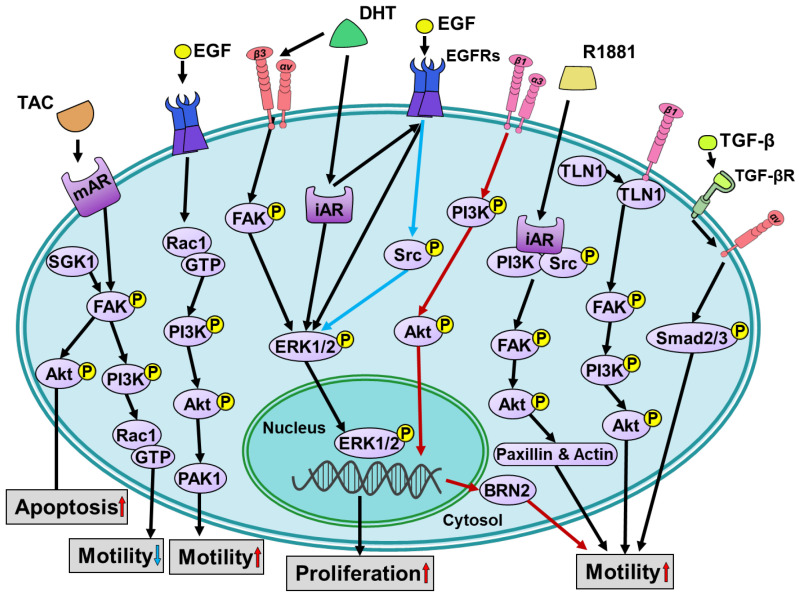 DHT
EGF
EGF
β3
αv
EGFRs
β1
α3
R1881
TAC
β1
TGF-β
TGF-βR
mAR
TLN1
TLN1
iAR
FAK P
PI3K P
αv
Rac1
GTP
iAR
PI3K Src P
Src P
SGK1
FAK P
FAK P
PI3K P
ERK1/2 P
Akt P
FAK P
Smad2/3 P
Akt P
PI3K P
PI3K P
Akt P
Akt P
Akt P
Rac1
GTP
Nucleus
ERK1/2 P
Paxillin & Actin
PAK1
BRN2
Cytosol
Apoptosis
Motility
Motility
Proliferation
Motility